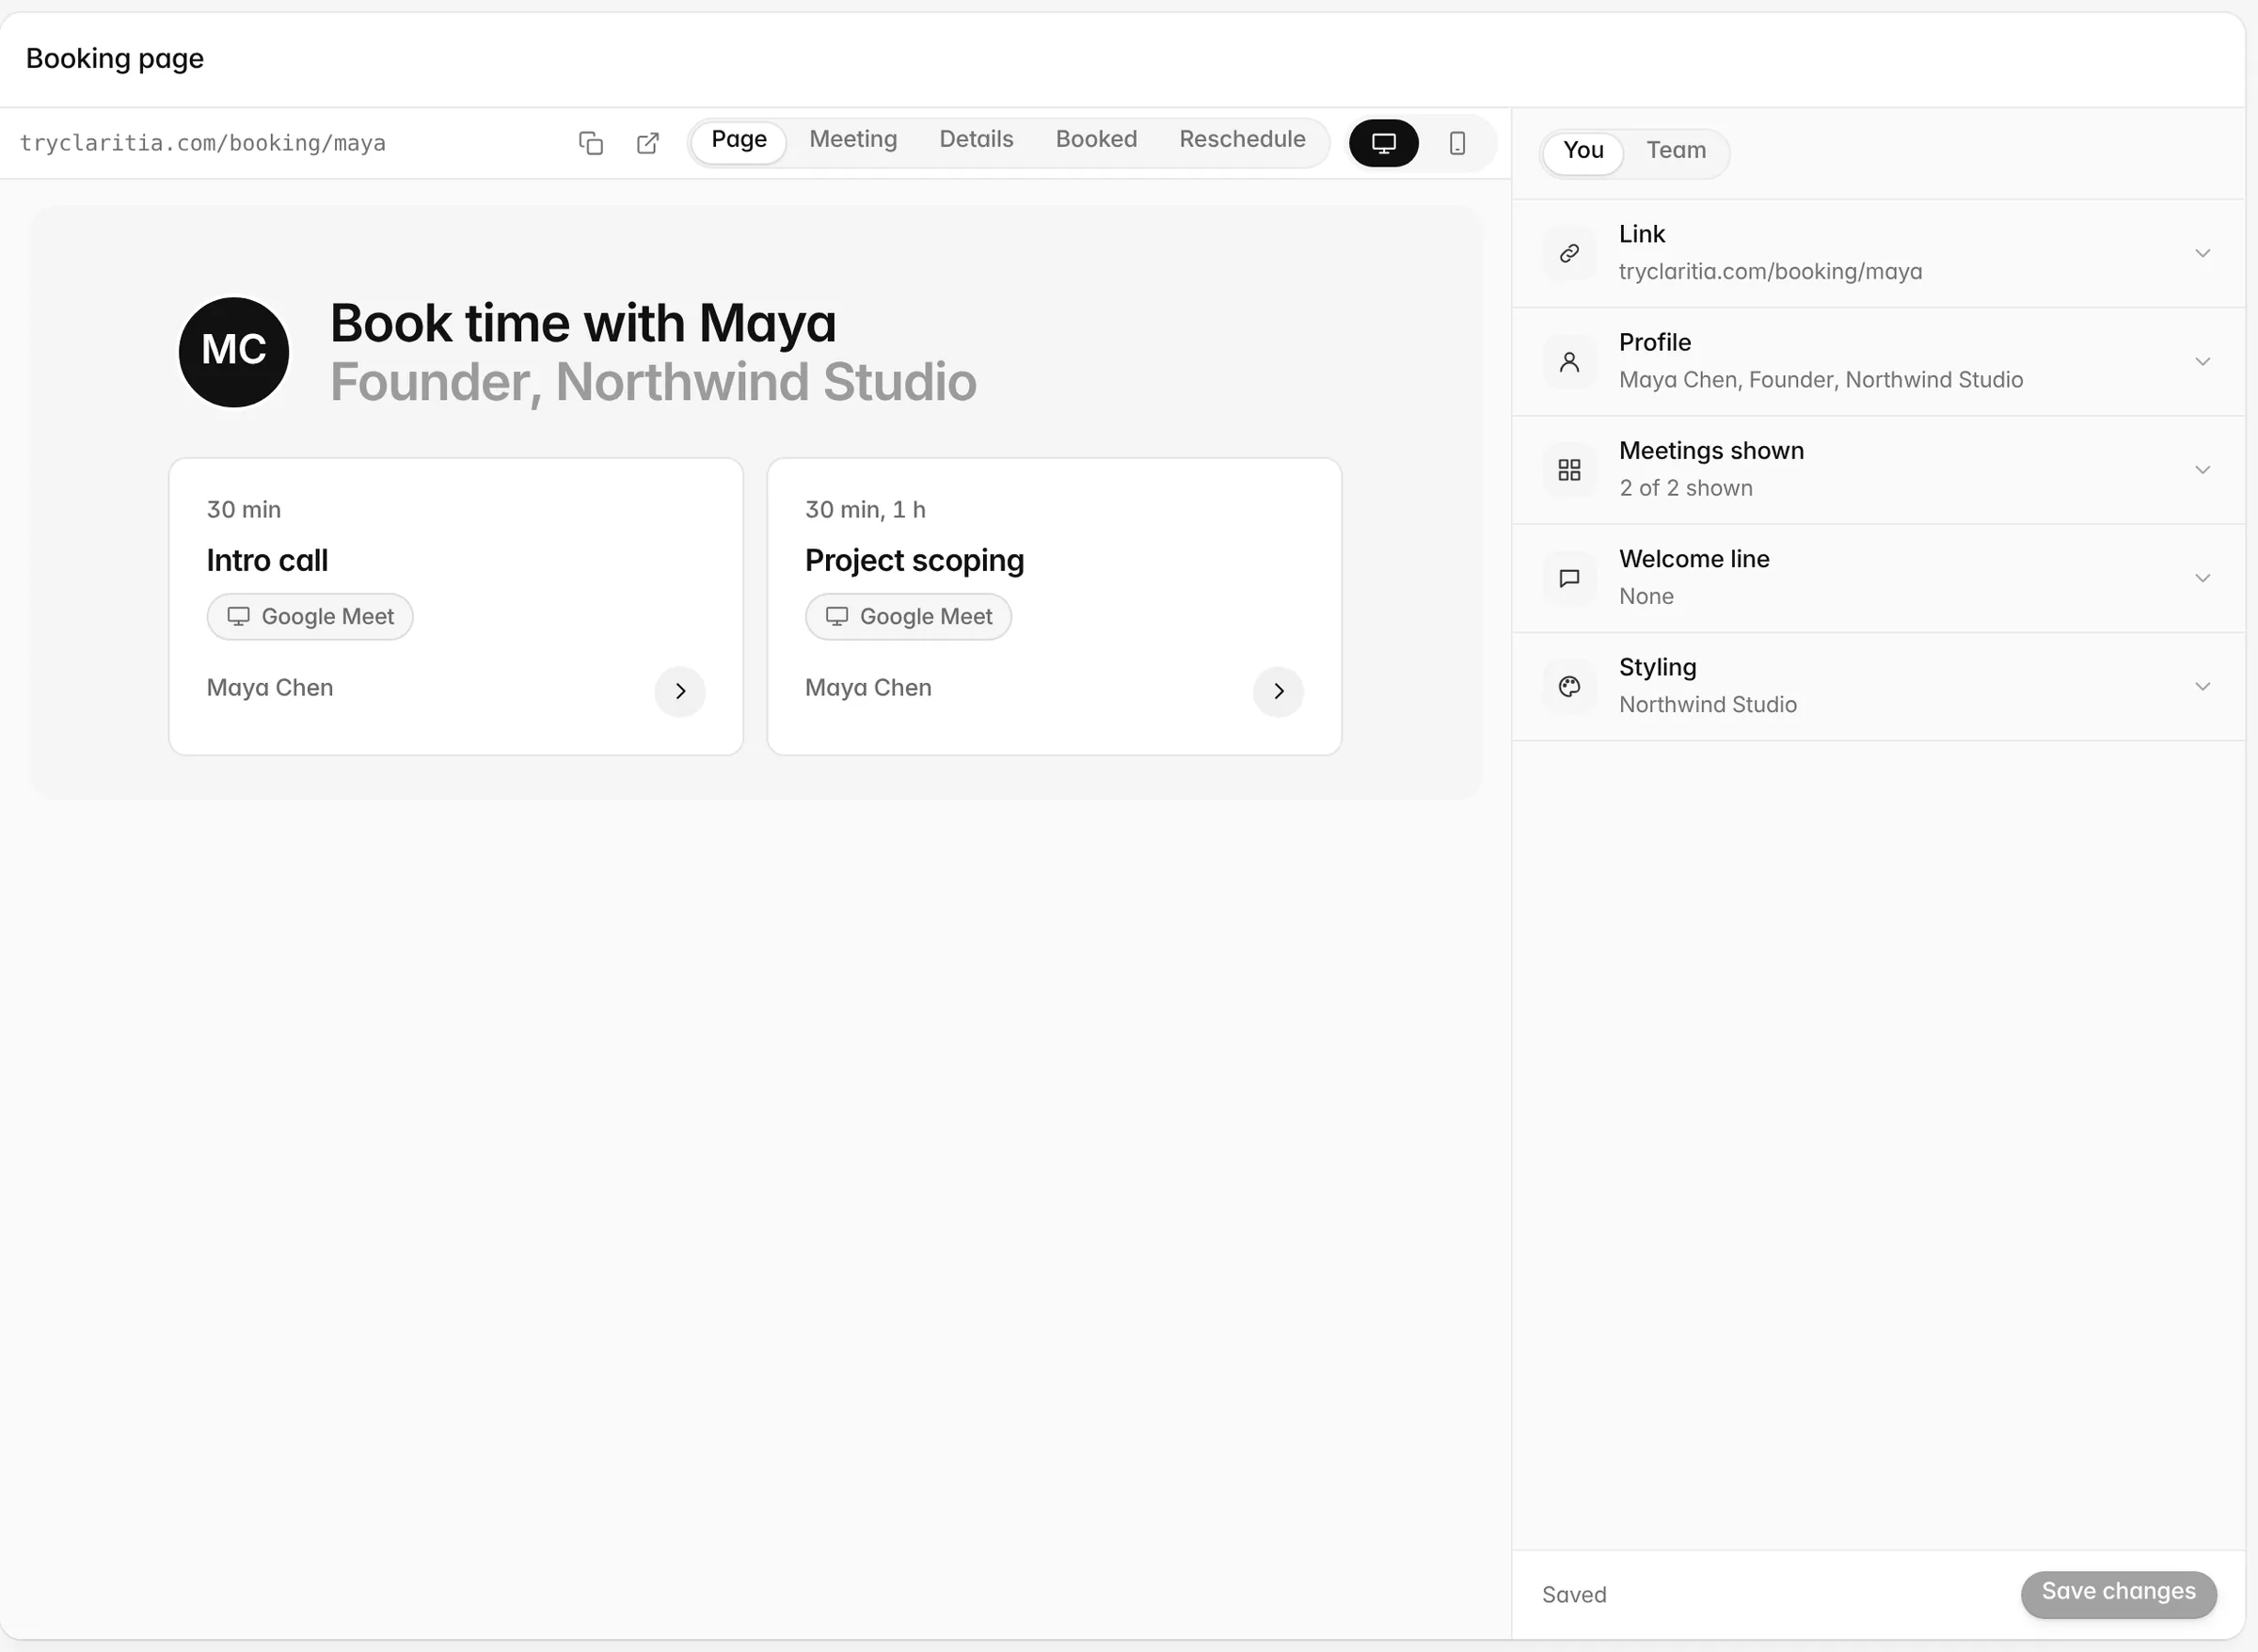 Booking page
tryclaritia.com/booking/maya
Page Meeting Details Booked Reschedule
You Team
MC
Book time with Maya
Founder, Northwind Studio
30 min
Intro call
Google Meet
Maya Chen
30 min, 1 h
Project scoping
Google Meet
Maya Chen
Link
tryclaritia.com/booking/maya
Profile
Maya Chen, Founder, Northwind Studio
Meetings shown
2 of 2 shown
Welcome line
None
Styling
Northwind Studio
Saved
Save changes